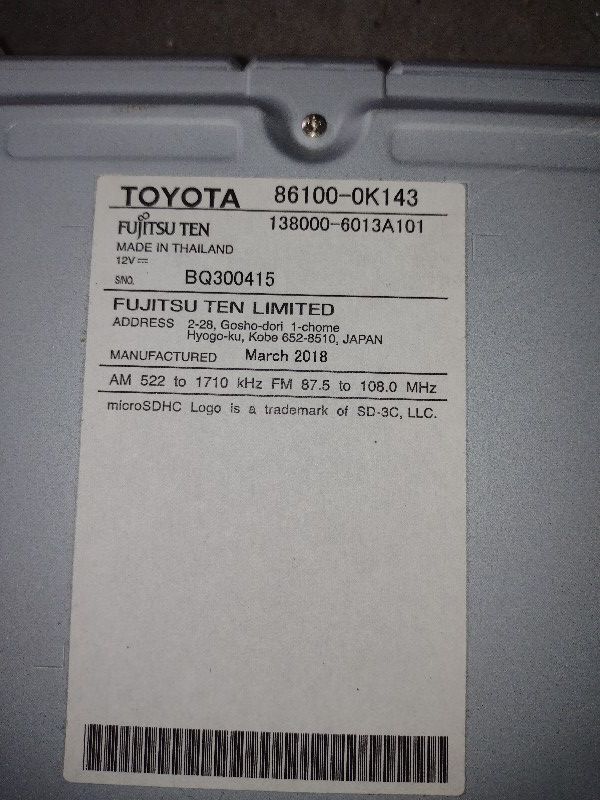 TOYOTA 86100-0K143
FUJITSU TEN 138000-6013A101
MADE IN THAILAND
12V⎓
S/NO. BQ300415
FUJITSU TEN LIMITED
ADDRESS 2-28, Gosho-dori 1-chome
Hyogo-ku, Kobe 652-8510, JAPAN
MANUFACTURED March 2018
AM 522 to 1710 kHz FM 87.5 to 108.0 MHz
microSDHC Logo is a trademark of SD-3C, LLC.